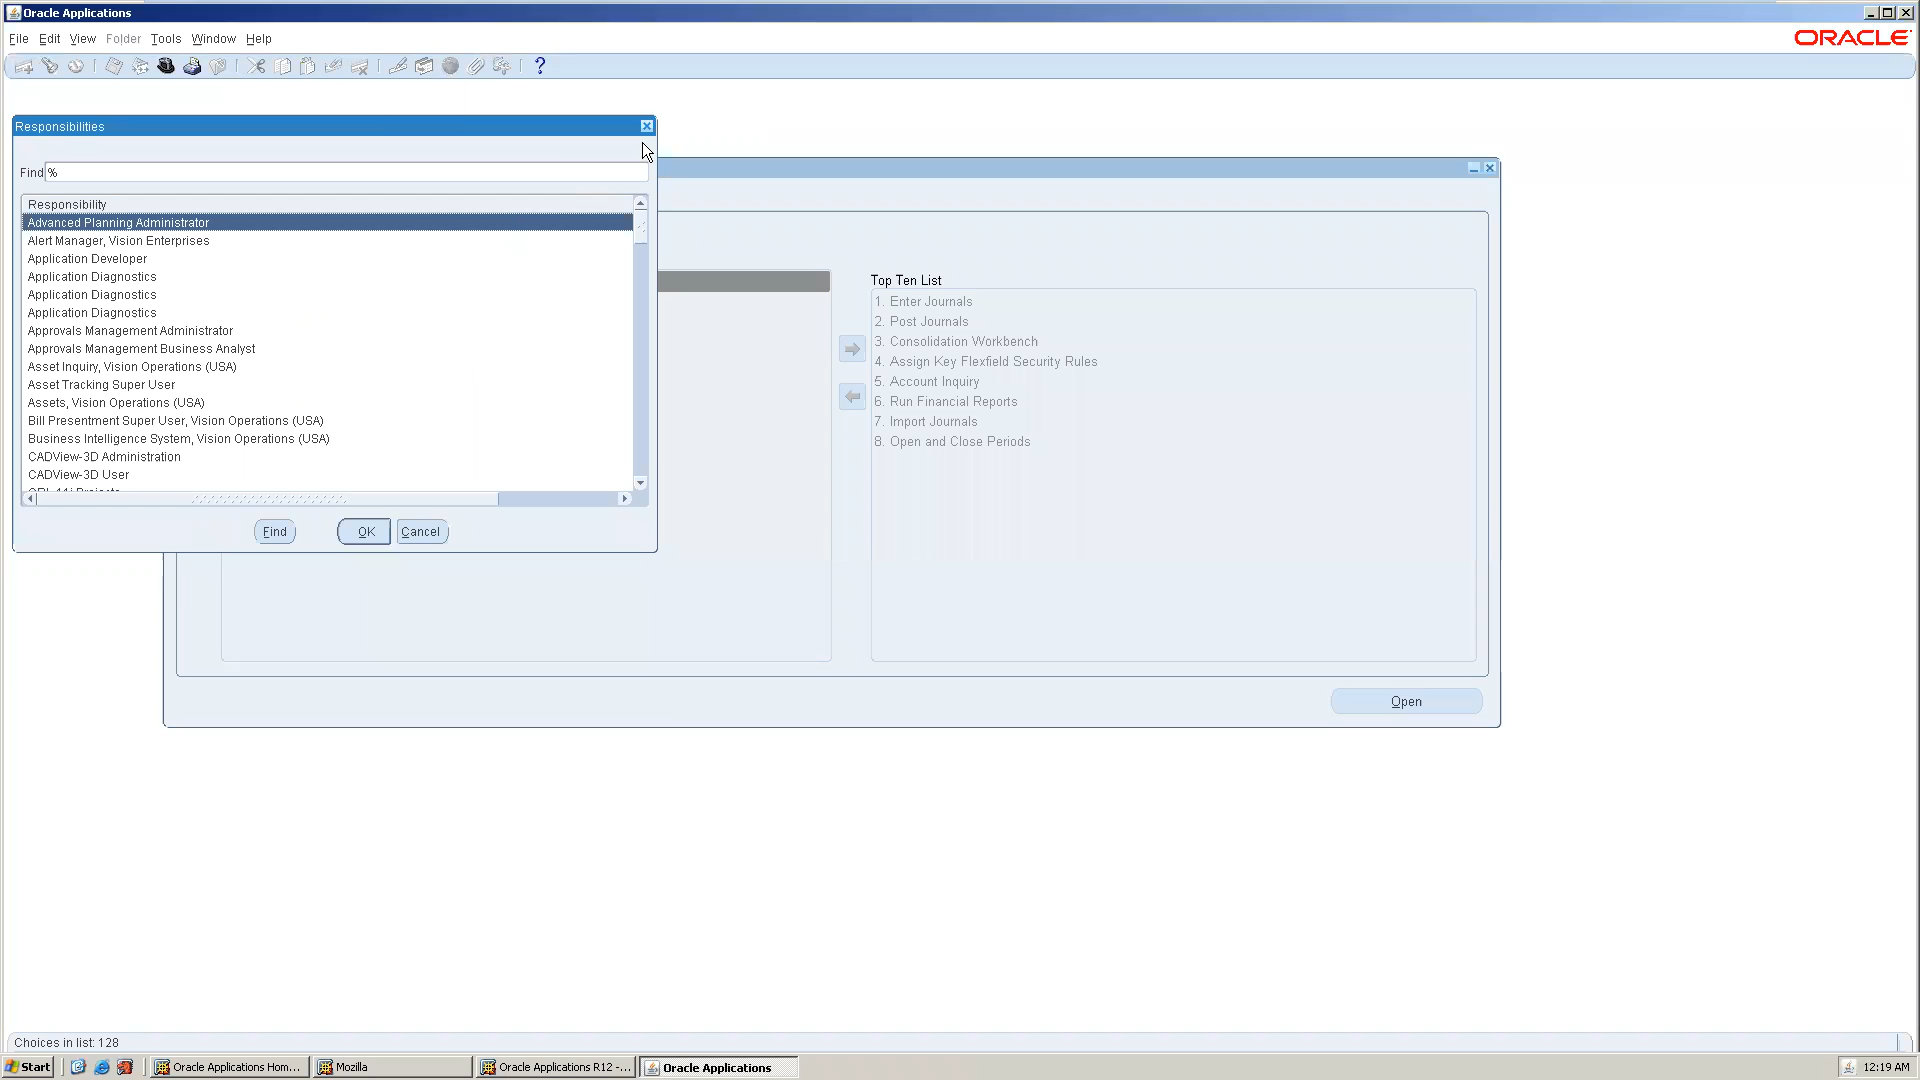 Oracle Applications
File Edit View Folder Tools Window Help
ORACLE
?
Responsibilities
Find %
Responsibility
Advanced Planning Administrator
Alert Manager, Vision Enterprises
Application Developer
Application Diagnostics
Application Diagnostics
Application Diagnostics
Approvals Management Administrator
Approvals Management Business Analyst
Asset Inquiry, Vision Operations (USA)
Asset Tracking Super User
Assets, Vision Operations (USA)
Bill Presentment Super User, Vision Operations (USA)
Business Intelligence System, Vision Operations (USA)
CADView-3D Administration
CADView-3D User
Find OK Cancel
Top Ten List
1. Enter Journals
2. Post Journals
3. Consolidation Workbench
4. Assign Key Flexfield Security Rules
5. Account Inquiry
6. Run Financial Reports
7. Import Journals
8. Open and Close Periods
Open
Choices in list: 128
Start Oracle Applications Hom... Mozilla Oracle Applications R12 -... Oracle Applications 12:19 AM